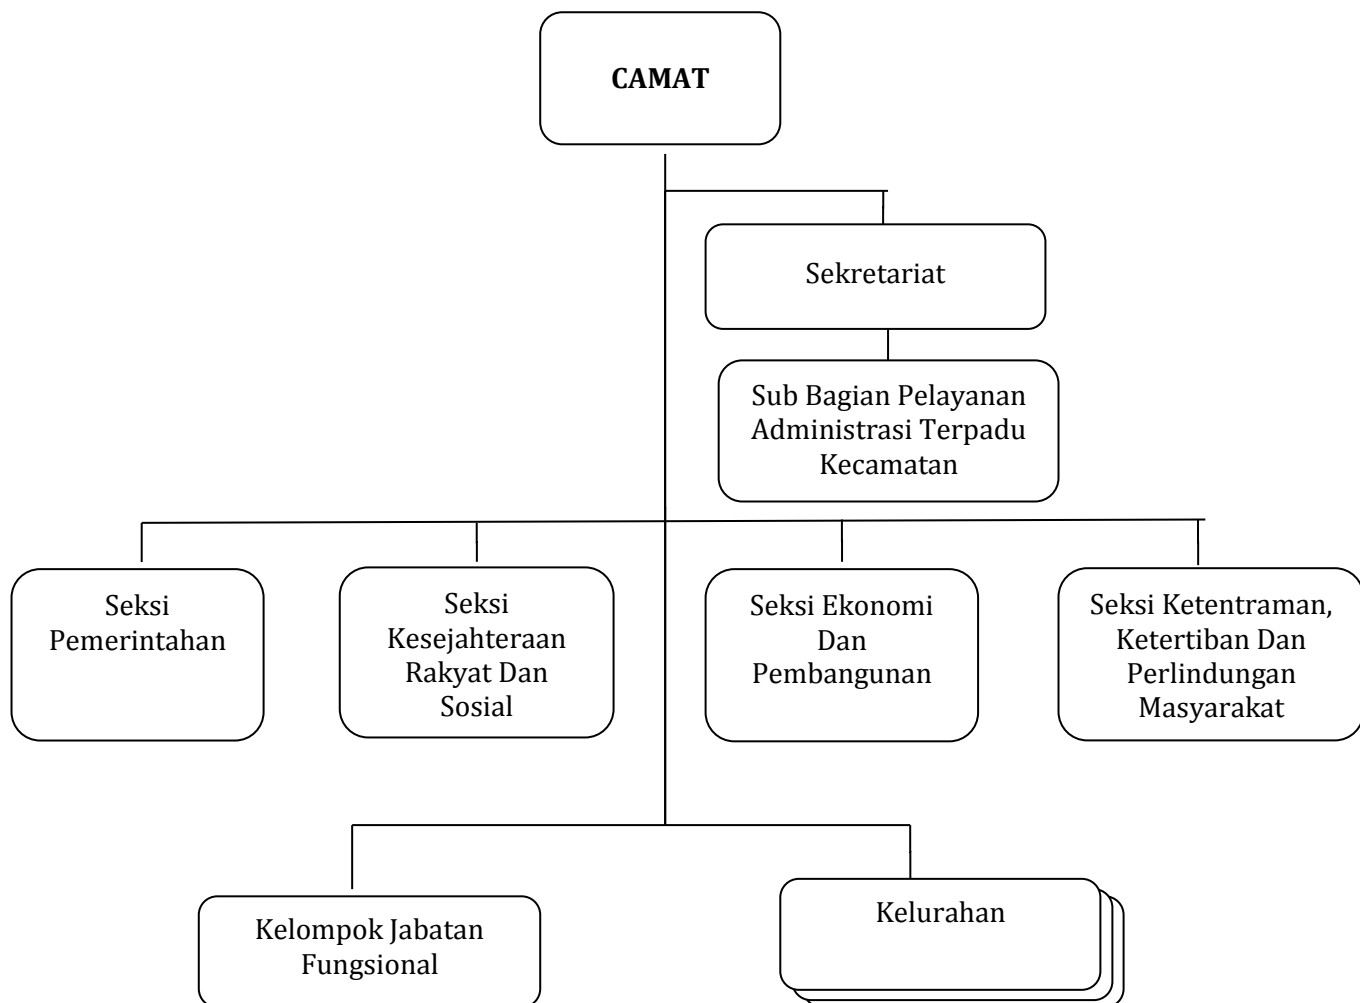 CAMAT
Sekretariat
Sub Bagian Pelayanan
Administrasi Terpadu
Kecamatan
Seksi
Pemerintahan
Seksi
Kesejahteraan
Rakyat Dan
Sosial
Seksi Ekonomi
Dan
Pembangunan
Seksi Ketentraman,
Ketertiban Dan
Perlindungan
Masyarakat
Kelompok Jabatan
Fungsional
Kelurahan